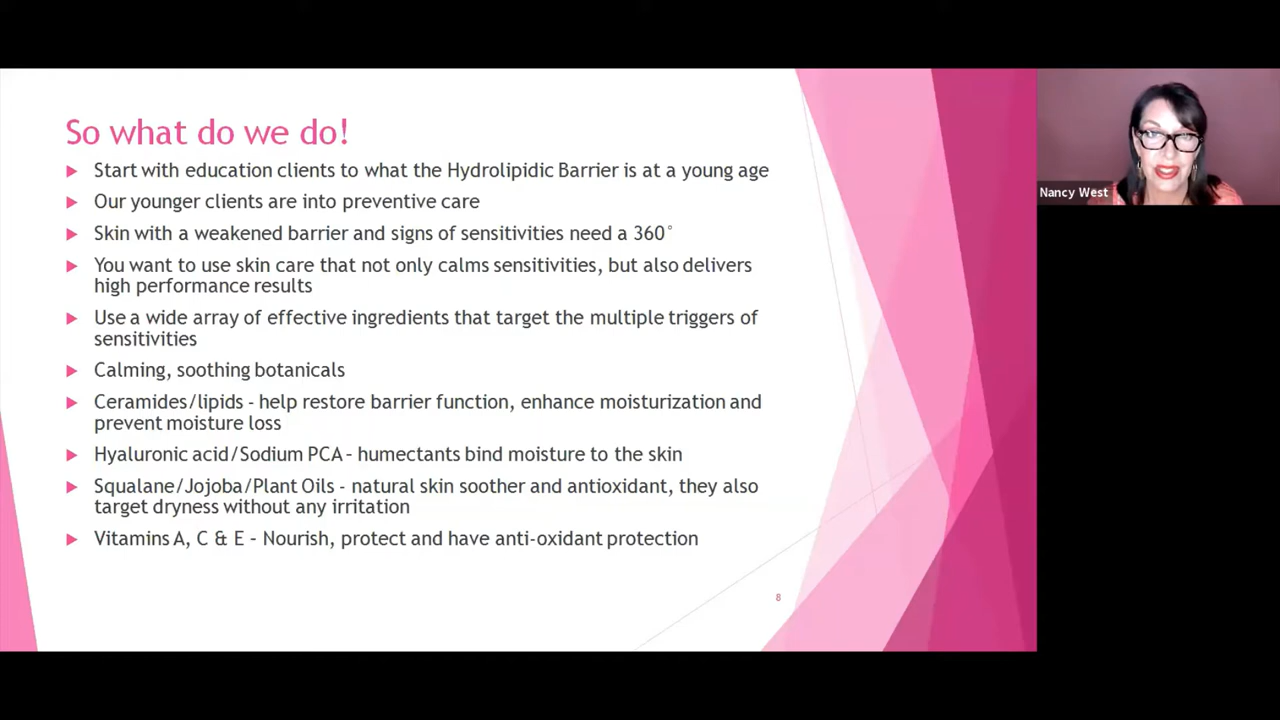 So what do we do!
Start with education clients to what the Hydrolipidic Barrier is at a young age
Our younger clients are into preventive care
Skin with a weakened barrier and signs of sensitivities need a 360°
You want to use skin care that not only calms sensitivities, but also delivers
high performance results
Use a wide array of effective ingredients that target the multiple triggers of
sensitivities
Calming, soothing botanicals
Ceramides/lipids - help restore barrier function, enhance moisturization and
prevent moisture loss
Hyaluronic acid/Sodium PCA – humectants bind moisture to the skin
Squalane/Jojoba/Plant Oils - natural skin soother and antioxidant, they also
target dryness without any irritation
Vitamins A, C & E – Nourish, protect and have anti-oxidant protection
8
Nancy West